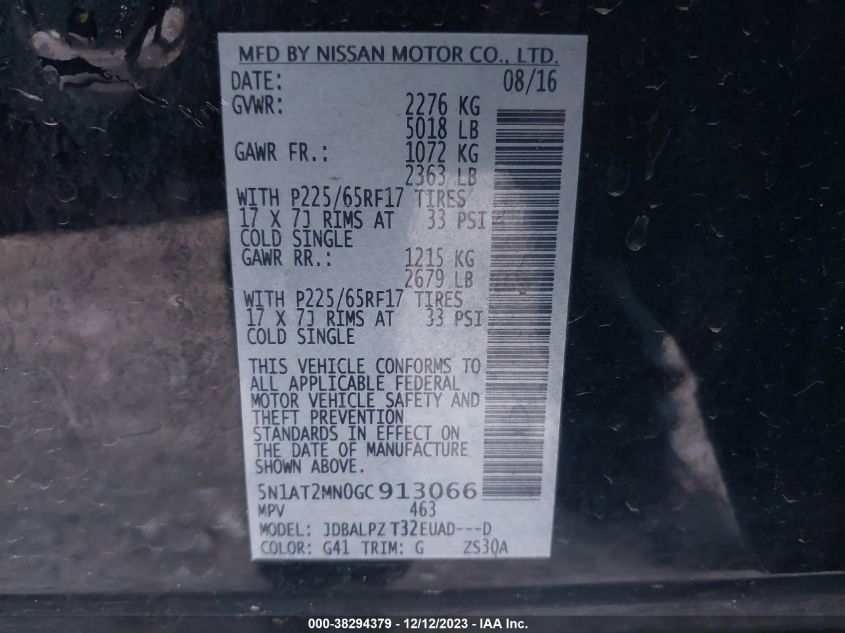 MFD BY NISSAN MOTOR CO., LTD.
DATE: 08/16
GVWR: 2276 KG
5018 LB
GAWR FR.: 1072 KG
2363 LB
WITH P225/65RF17 TIRES
17 X 7J RIMS AT 33 PSI
COLD SINGLE
GAWR RR.: 1215 KG
2679 LB
WITH P225/65RF17 TIRES
17 X 7J RIMS AT 33 PSI
COLD SINGLE
THIS VEHICLE CONFORMS TO
ALL APPLICABLE FEDERAL
MOTOR VEHICLE SAFETY AND
THEFT PREVENTION
STANDARDS IN EFFECT ON
THE DATE OF MANUFACTURE
SHOWN ABOVE.
5N1AT2MN0GC913066
MPV 463
MODEL: JDBALPZ T32EUAD---D
COLOR: G41 TRIM: G ZS30A
000-38294379 - 12/12/2023 - IAA Inc.